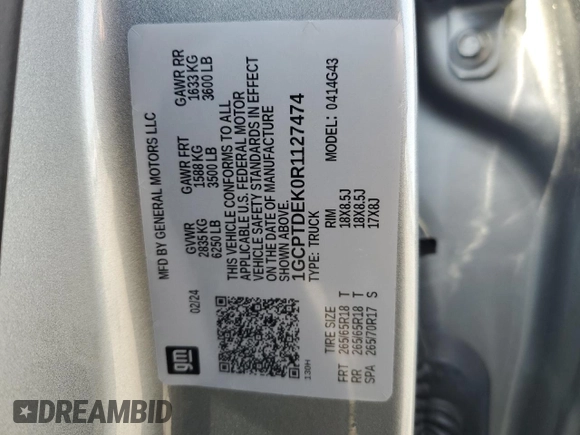 MFD BY GENERAL MOTORS LLC
02/24
GVWR GAWR FRT GAWR RR
2835 KG 1588 KG 1633 KG
6250 LB 3500 LB 3600 LB
THIS VEHICLE CONFORMS TO ALL
APPLICABLE U.S. FEDERAL MOTOR
VEHICLE SAFETY STANDARDS IN EFFECT
ON THE DATE OF MANUFACTURE
SHOWN ABOVE.
1GCPTDEK0R1127474
TYPE: TRUCK
MODEL: 0414G43
gm
130H
TIRE SIZE RIM
FRT 265/65R18 T 18X8.5J
RR 265/65R18 T 18X8.5J
SPA 265/70R17 S 17X8J
DREAMBID